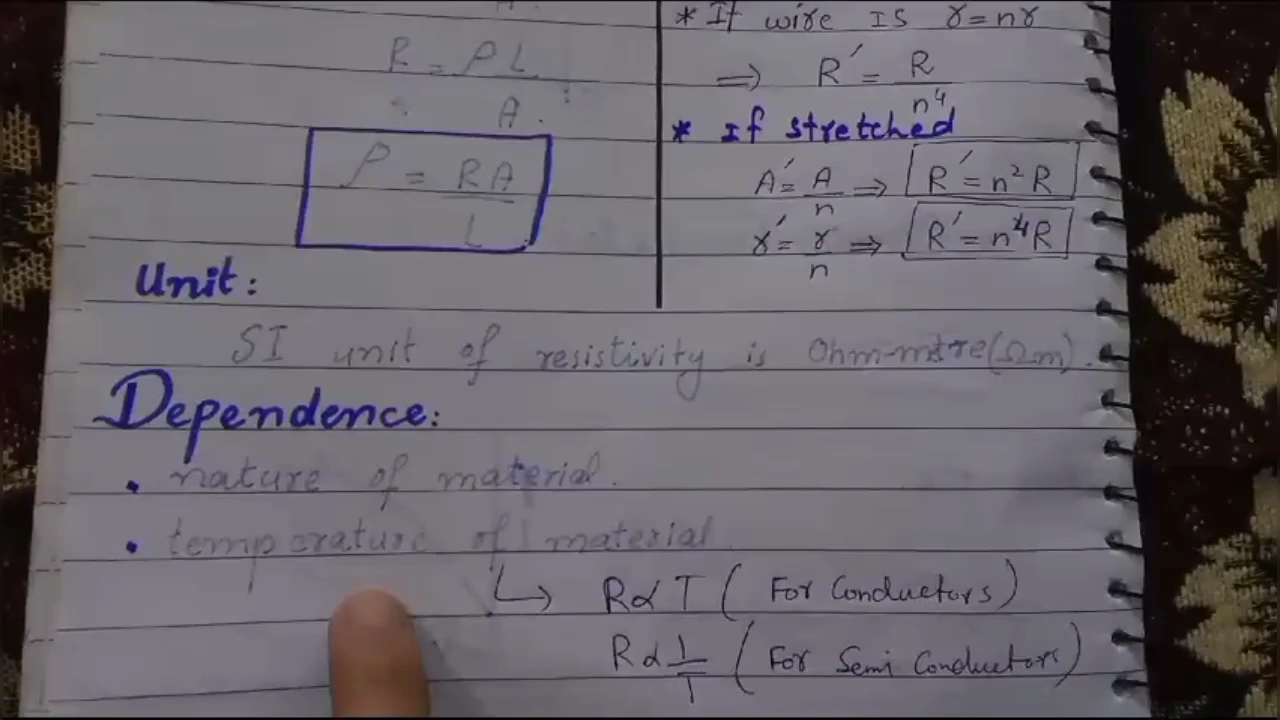 R = ρL
A.
ρ = RA
L
* If wire is r = nr
⇒ R′ = R
n⁴
* If stretched
A′ = A ⇒ R′ = n²R
n
r′ = r ⇒ R′ = n⁴R
n
Unit:
SI unit of resistivity is Ohm-mtre(Ωm).
Dependence:
• nature of material.
• temperature of material
↳ R∝T (For Conductors)
R∝1 (For Semi Conductors)
T